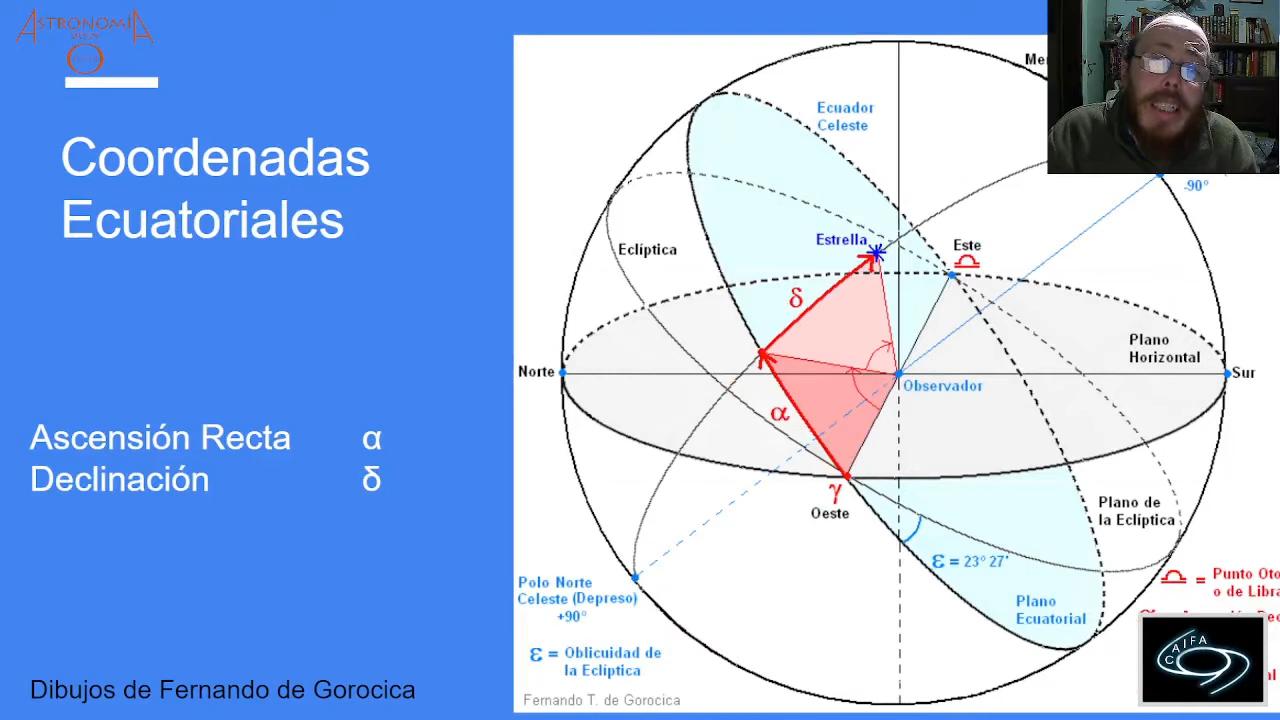 ASTRONOMÍA
Coordenadas
Ecuatoriales
Ascensión Recta α
Declinación δ
Dibujos de Fernando de Gorocica
Ecuador
Celeste
-90°
Estrella
Este
Eclíptica
δ
Plano
Horizontal
Norte
Sur
Observador
α
γ
Oeste
Plano de
la Eclíptica
ε = 23° 27'
Polo Norte
Celeste (Depreso)
+90°
Plano
Ecuatorial
ε = Oblicuidad de
la Eclíptica
♎ = Punto Oto
o de Libra
CAIFA
Fernando T. de Gorocica